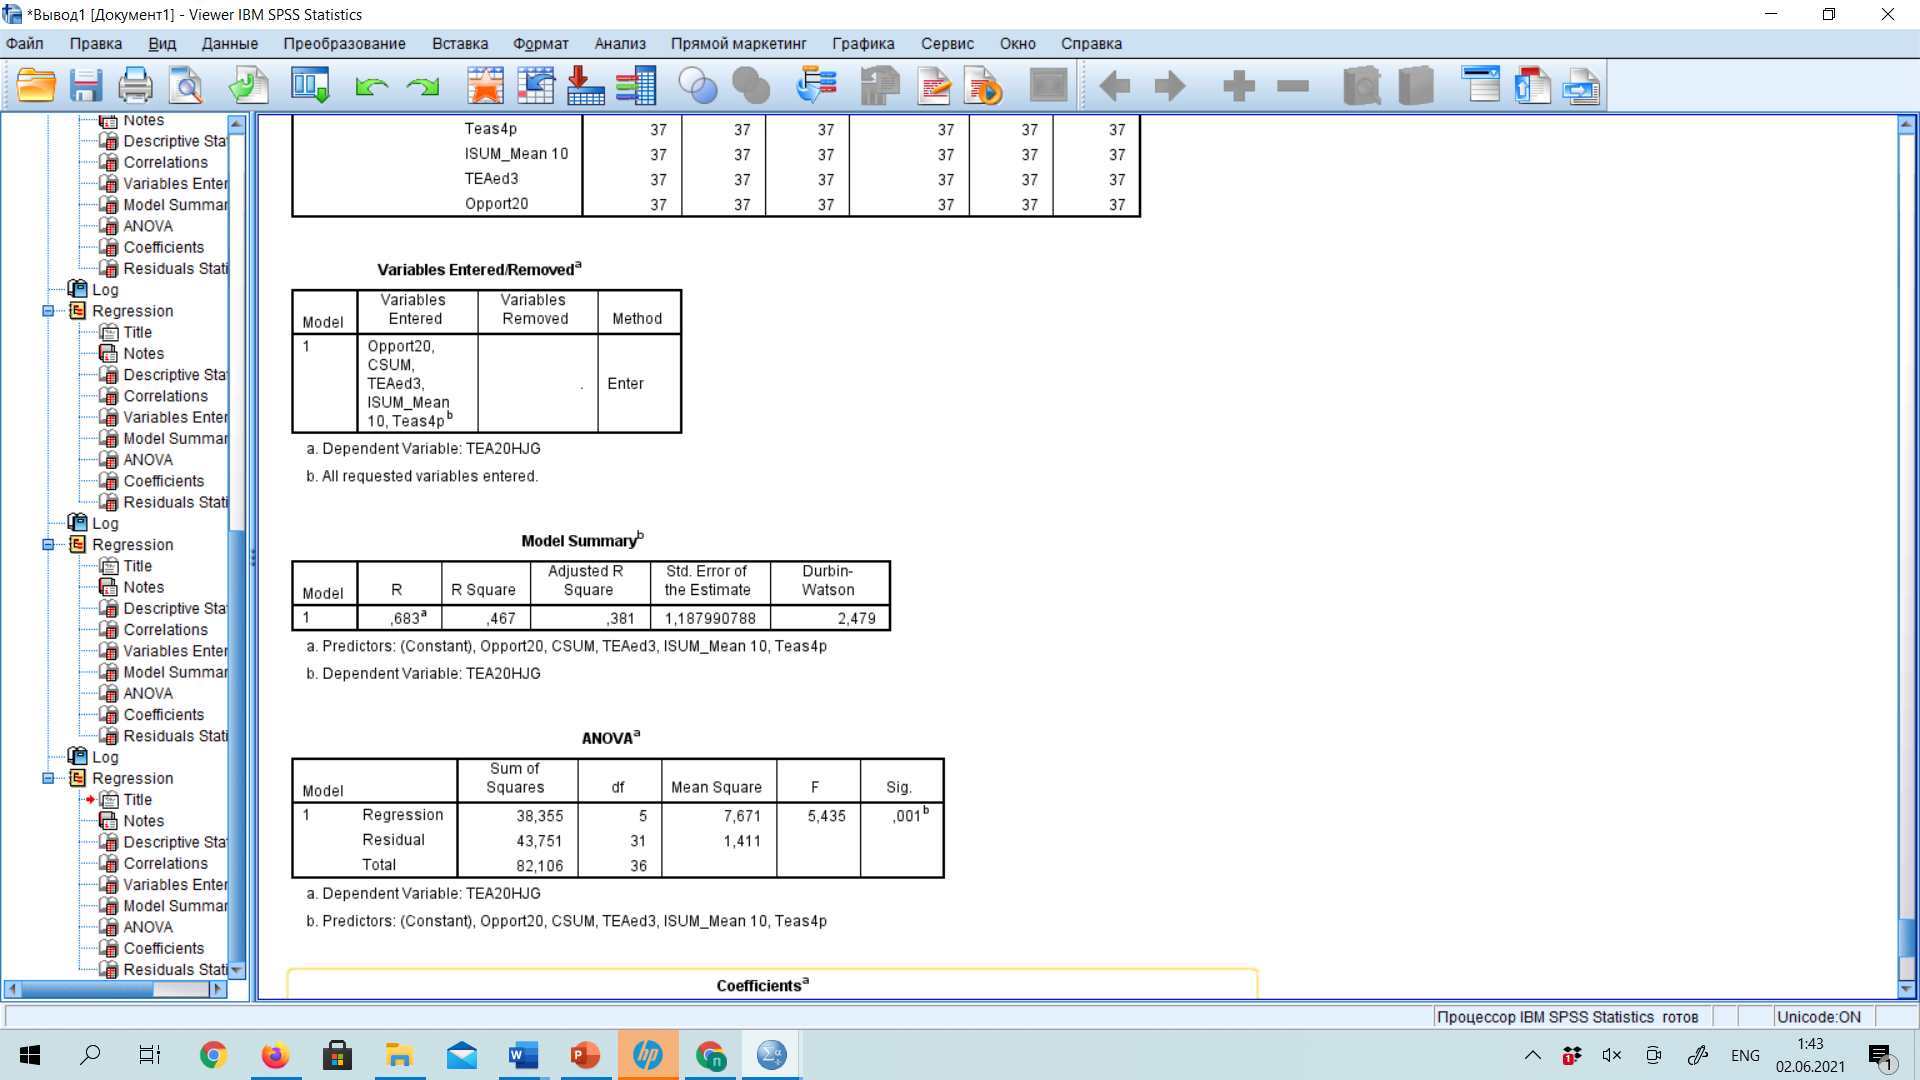 *Вывод1 [Документ1] - Viewer IBM SPSS Statistics
Файл Правка Вид Данные Преобразование Вставка Формат Анализ Прямой маркетинг Графика Сервис Окно Справка
Notes
Descriptive Sta
Correlations
Variables Enter
Model Summar
ANOVA
Coefficients
Residuals Stati
Log
Regression
Title
Notes
Descriptive Sta
Correlations
Variables Enter
Model Summar
ANOVA
Coefficients
Residuals Stati
Log
Regression
Title
Notes
Descriptive Sta
Correlations
Variables Enter
Model Summar
ANOVA
Coefficients
Residuals Stati
Log
Regression
Title
Notes
Descriptive Sta
Correlations
Variables Enter
Model Summar
ANOVA
Coefficients
Residuals Stati
Teas4p 37 37 37 37 37 37
ISUM_Mean 10 37 37 37 37 37 37
TEAed3 37 37 37 37 37 37
Opport20 37 37 37 37 37 37
Variables Entered/Removedᵃ
Model Variables Entered Variables Removed Method
1 Opport20,
CSUM,
TEAed3,
ISUM_Mean
10, Teas4pᵇ . Enter
a. Dependent Variable: TEA20HJG
b. All requested variables entered.
Model Summaryᵇ
Model R R Square Adjusted R Square Std. Error of the Estimate Durbin-Watson
1 ,683ᵃ ,467 ,381 1,187990788 2,479
a. Predictors: (Constant), Opport20, CSUM, TEAed3, ISUM_Mean 10, Teas4p
b. Dependent Variable: TEA20HJG
ANOVAᵃ
Model Sum of Squares df Mean Square F Sig.
1 Regression 38,355 5 7,671 5,435 ,001ᵇ
Residual 43,751 31 1,411
Total 82,106 36
a. Dependent Variable: TEA20HJG
b. Predictors: (Constant), Opport20, CSUM, TEAed3, ISUM_Mean 10, Teas4p
Coefficientsᵃ
Процессор IBM SPSS Statistics готов Unicode:ON
ENG
1:43
02.06.2021
1